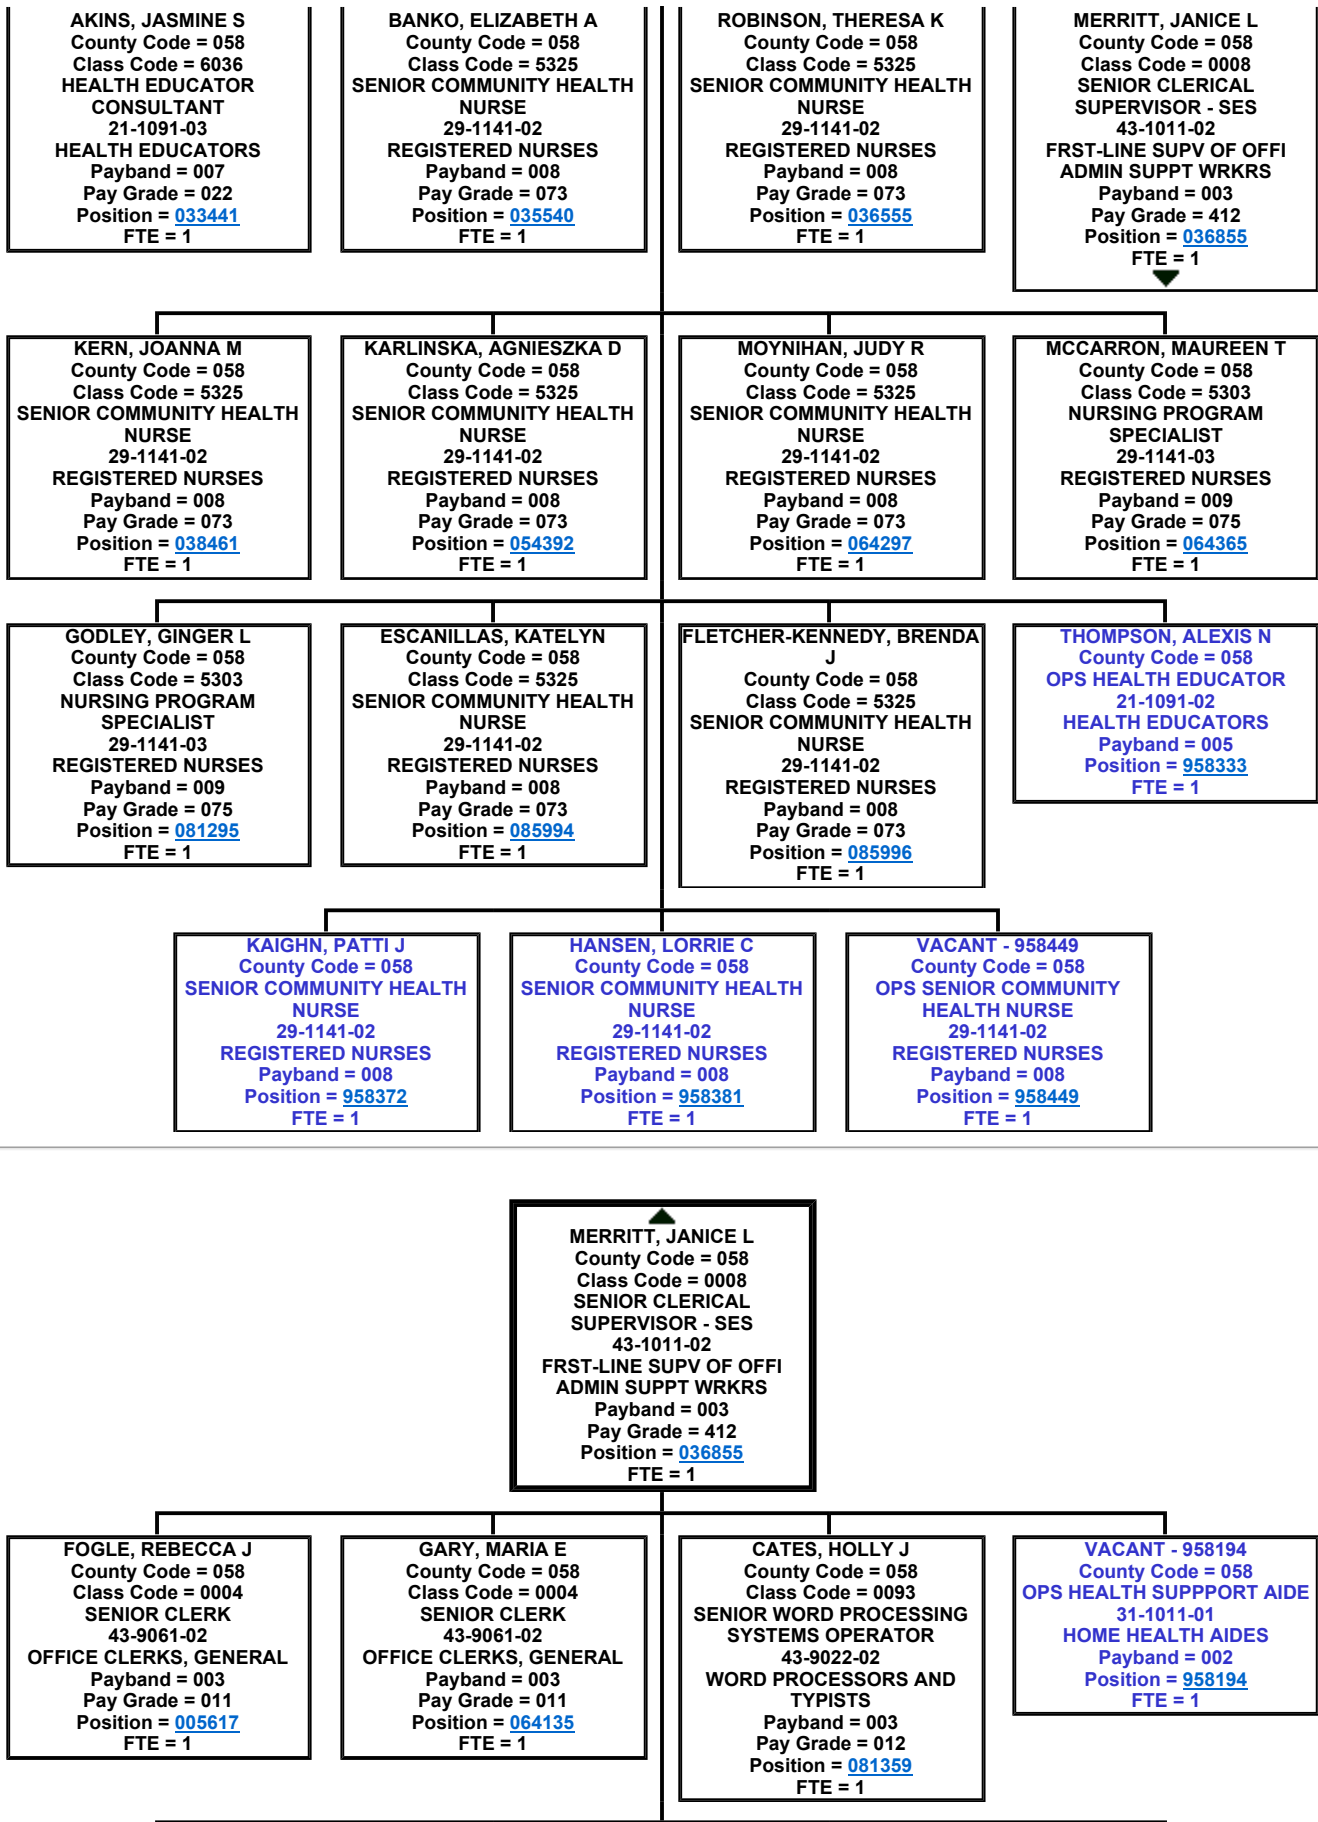 AKINS, JASMINE S
County Code = 058
Class Code = 6036
HEALTH EDUCATOR
CONSULTANT
21-1091-03
HEALTH EDUCATORS
Payband = 007
Pay Grade = 022
Position = 033441
FTE = 1
BANKO, ELIZABETH A
County Code = 058
Class Code = 5325
SENIOR COMMUNITY HEALTH
NURSE
29-1141-02
REGISTERED NURSES
Payband = 008
Pay Grade = 073
Position = 035540
FTE = 1
ROBINSON, THERESA K
County Code = 058
Class Code = 5325
SENIOR COMMUNITY HEALTH
NURSE
29-1141-02
REGISTERED NURSES
Payband = 008
Pay Grade = 073
Position = 036555
FTE = 1
MERRITT, JANICE L
County Code = 058
Class Code = 0008
SENIOR CLERICAL
SUPERVISOR - SES
43-1011-02
FRST-LINE SUPV OF OFFI
ADMIN SUPPT WRKRS
Payband = 003
Pay Grade = 412
Position = 036855
FTE = 1
KERN, JOANNA M
County Code = 058
Class Code = 5325
SENIOR COMMUNITY HEALTH
NURSE
29-1141-02
REGISTERED NURSES
Payband = 008
Pay Grade = 073
Position = 038461
FTE = 1
KARLINSKA, AGNIESZKA D
County Code = 058
Class Code = 5325
SENIOR COMMUNITY HEALTH
NURSE
29-1141-02
REGISTERED NURSES
Payband = 008
Pay Grade = 073
Position = 054392
FTE = 1
MOYNIHAN, JUDY R
County Code = 058
Class Code = 5325
SENIOR COMMUNITY HEALTH
NURSE
29-1141-02
REGISTERED NURSES
Payband = 008
Pay Grade = 073
Position = 064297
FTE = 1
MCCARRON, MAUREEN T
County Code = 058
Class Code = 5303
NURSING PROGRAM
SPECIALIST
29-1141-03
REGISTERED NURSES
Payband = 009
Pay Grade = 075
Position = 064365
FTE = 1
GODLEY, GINGER L
County Code = 058
Class Code = 5303
NURSING PROGRAM
SPECIALIST
29-1141-03
REGISTERED NURSES
Payband = 009
Pay Grade = 075
Position = 081295
FTE = 1
ESCANILLAS, KATELYN
County Code = 058
Class Code = 5325
SENIOR COMMUNITY HEALTH
NURSE
29-1141-02
REGISTERED NURSES
Payband = 008
Pay Grade = 073
Position = 085994
FTE = 1
FLETCHER-KENNEDY, BRENDA
J
County Code = 058
Class Code = 5325
SENIOR COMMUNITY HEALTH
NURSE
29-1141-02
REGISTERED NURSES
Payband = 008
Pay Grade = 073
Position = 085996
FTE = 1
THOMPSON, ALEXIS N
County Code = 058
OPS HEALTH EDUCATOR
21-1091-02
HEALTH EDUCATORS
Payband = 005
Position = 958333
FTE = 1
KAIGHN, PATTI J
County Code = 058
SENIOR COMMUNITY HEALTH
NURSE
29-1141-02
REGISTERED NURSES
Payband = 008
Position = 958372
FTE = 1
HANSEN, LORRIE C
County Code = 058
SENIOR COMMUNITY HEALTH
NURSE
29-1141-02
REGISTERED NURSES
Payband = 008
Position = 958381
FTE = 1
VACANT - 958449
County Code = 058
OPS SENIOR COMMUNITY
HEALTH NURSE
29-1141-02
REGISTERED NURSES
Payband = 008
Position = 958449
FTE = 1
MERRITT, JANICE L
County Code = 058
Class Code = 0008
SENIOR CLERICAL
SUPERVISOR - SES
43-1011-02
FRST-LINE SUPV OF OFFI
ADMIN SUPPT WRKRS
Payband = 003
Pay Grade = 412
Position = 036855
FTE = 1
FOGLE, REBECCA J
County Code = 058
Class Code = 0004
SENIOR CLERK
43-9061-02
OFFICE CLERKS, GENERAL
Payband = 003
Pay Grade = 011
Position = 005617
FTE = 1
GARY, MARIA E
County Code = 058
Class Code = 0004
SENIOR CLERK
43-9061-02
OFFICE CLERKS, GENERAL
Payband = 003
Pay Grade = 011
Position = 064135
FTE = 1
CATES, HOLLY J
County Code = 058
Class Code = 0093
SENIOR WORD PROCESSING
SYSTEMS OPERATOR
43-9022-02
WORD PROCESSORS AND
TYPISTS
Payband = 003
Pay Grade = 012
Position = 081359
FTE = 1
VACANT - 958194
County Code = 058
OPS HEALTH SUPPPORT AIDE
31-1011-01
HOME HEALTH AIDES
Payband = 002
Position = 958194
FTE = 1